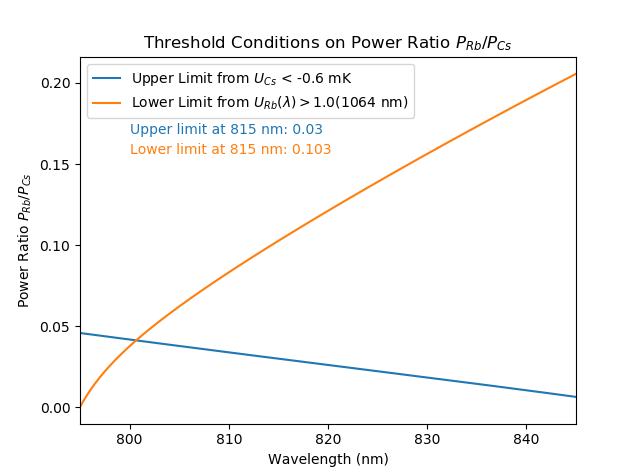 Threshold Conditions on Power Ratio P_Rb/P_Cs
Upper Limit from U_Cs < -0.6 mK
Lower Limit from U_Rb(λ) > 1.0(1064 nm)
Upper limit at 815 nm: 0.03
Lower limit at 815 nm: 0.103
Power Ratio P_Rb/P_Cs
0.20
0.15
0.10
0.05
0.00
800 810 820 830 840
Wavelength (nm)